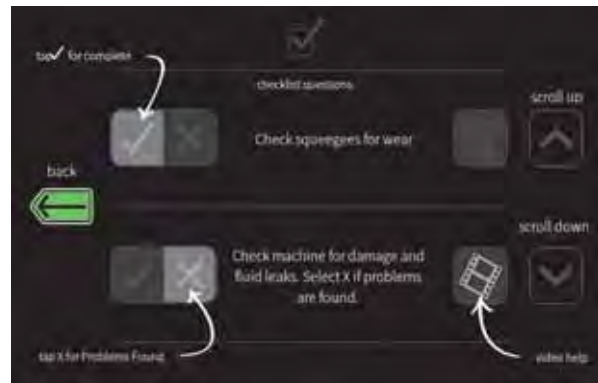 tap✓ for complete
checklist questions
scroll up
Check squeegees for wear
back
scroll down
Check machine for damage and
fluid leaks. Select X if problems
are found.
tap X for Problems Found
video help